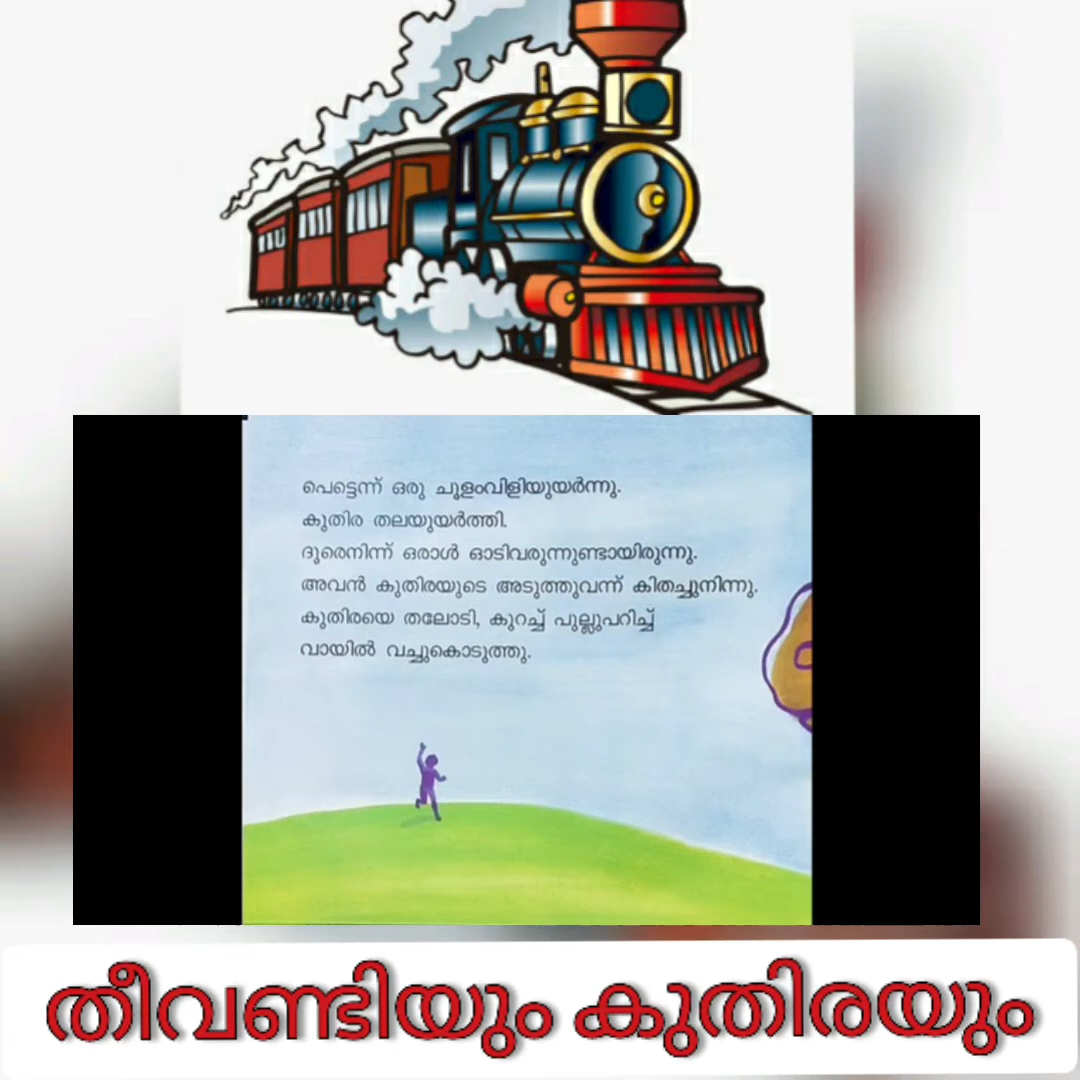 പെട്ടെന്ന് ഒരു ചൂളംവിളിയുയർന്നു.
കുതിര തലയുയർത്തി.
ദൂരെനിന്ന് ഒരാൾ ഓടിവരുന്നുണ്ടായിരുന്നു.
അവൻ കുതിരയുടെ അടുത്തുവന്ന് കിതച്ചുനിന്നു.
കുതിരയെ തലോടി, കുറച്ച് പുല്ലുപറിച്ച്
വായിൽ വച്ചുകൊടുത്തു.
തീവണ്ടിയും കുതിരയും